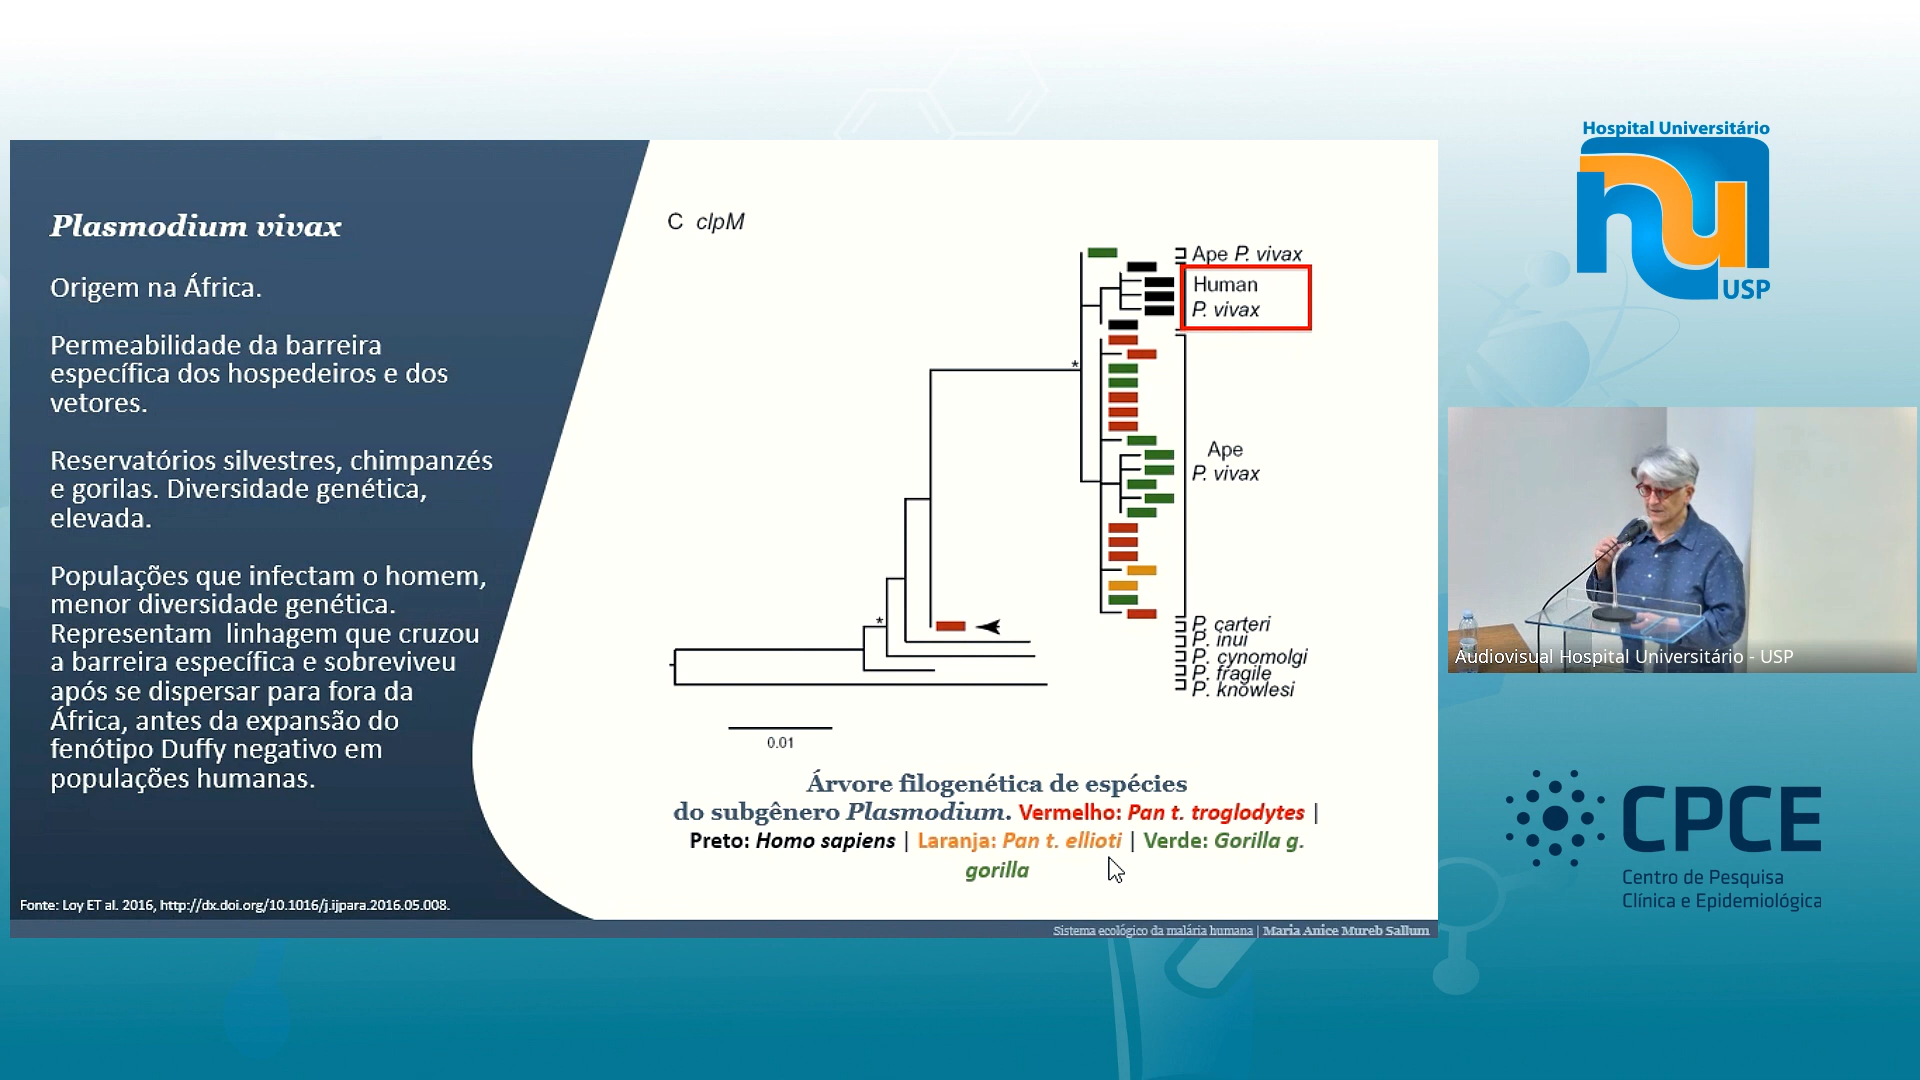 Plasmodium vivax
Origem na África.
Permeabilidade da barreira
específica dos hospedeiros e dos
vetores.
Reservatórios silvestres, chimpanzés
e gorilas. Diversidade genética,
elevada.
Populações que infectam o homem,
menor diversidade genética.
Representam linhagem que cruzou
a barreira específica e sobreviveu
após se dispersar para fora da
África, antes da expansão do
fenótipo Duffy negativo em
populações humanas.
Fonte: Loy ET al. 2016, http://dx.doi.org/10.1016/j.ijpara.2016.05.008.
C clpM
Ape P. vivax
Human
P. vivax
*
Ape
P. vivax
*
P. carteri
P. inui
P. cynomolgi
P. fragile
P. knowlesi
0.01
Árvore filogenética de espécies
do subgênero Plasmodium. Vermelho: Pan t. troglodytes |
Preto: Homo sapiens | Laranja: Pan t. ellioti | Verde: Gorilla g.
gorilla
Sistema ecológico da malária humana | Maria Anice Mureb Sallum
Hospital Universitário
hu
USP
Audiovisual Hospital Universitário - USP
CPCE
Centro de Pesquisa
Clínica e Epidemiológica